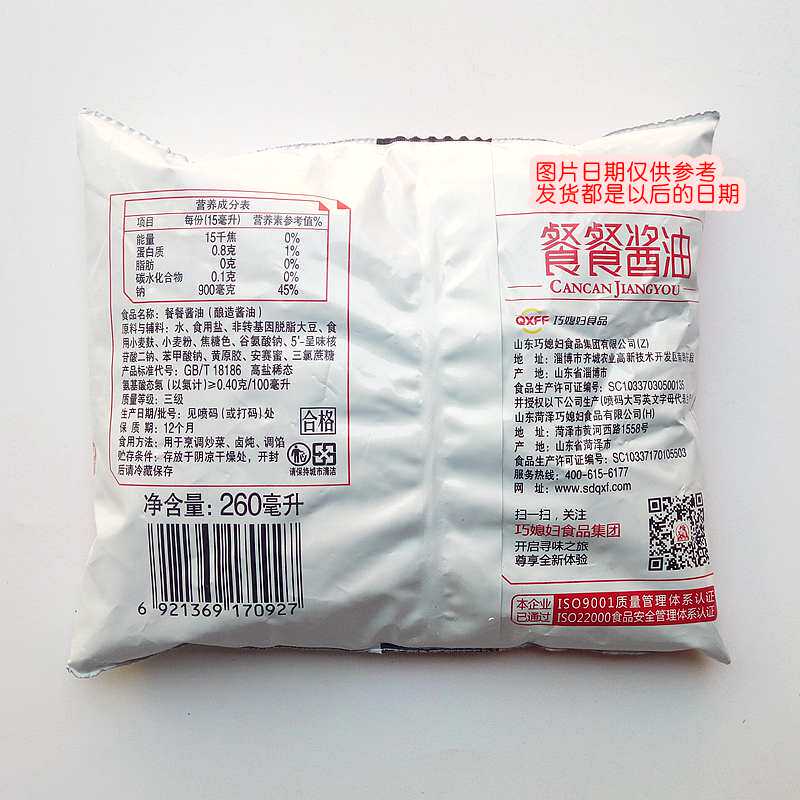 图片日期仅供参考
发货都是以后的日期
营养成分表
项目 每份(15毫升) 营养素参考值%
能量 15千焦 0%
蛋白质 0.8克 1%
脂肪 0克 0%
碳水化合物 0.1克 0%
钠 900毫克 45%
食品名称：餐餐酱油（酿造酱油）
原料与辅料：水、食用盐、非转基因脱脂大豆、食
用小麦麸、小麦粉、焦糖色、谷氨酸钠、5'-呈味核
苷酸二钠、苯甲酸钠、黄原胶、安赛蜜、三氯蔗糖
产品标准代号：GB/T 18186 高盐稀态
氨基酸态氮（以氮计）≥0.40克/100毫升
质量等级：三级
生产日期/批号：见喷码（或打码）处
保 质 期：12个月
食用方法：用于烹调炒菜、卤炖、调馅
贮存条件：存放于阴凉干燥处，开封
后请冷藏保存
合格
请保持城市清洁
净含量：260毫升
6 921369 170927
餐餐酱油
CANCAN JIANGYOU
QXFF 巧媳妇食品
山东巧媳妇食品集团有限公司(Z)
地 址：淄博市齐城农业高新技术开发区
产 地：山东省淄博市
食品生产许可证编号：SC10337030500135
并授权以下公司生产(喷码大写英文字母代
山东菏泽巧媳妇食品有限公司(H)
地 址：菏泽市黄河西路1558号
产 地：山东省菏泽市
食品生产许可证编号：SC10337170105503
服务热线：400-615-6177
网 址：www.sdqxf.com
扫一扫，关注
巧媳妇食品集团
开启寻味之旅
尊享全新体验
本企业已通过
ISO9001质量管理体系认证
ISO22000食品安全管理体系认证